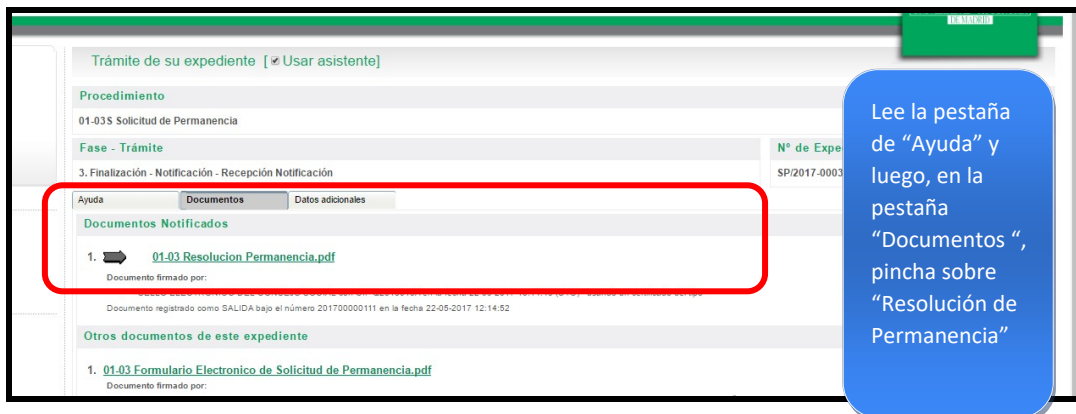 DE MADRID
Trámite de su expediente [ Usar asistente]
Procedimiento
01-03S Solicitud de Permanencia
Fase - Trámite
Nº de Expe
3. Finalización - Notificación - Recepción Notificación
SP/2017-0003
Ayuda
Documentos
Datos adicionales
Documentos Notificados
1. 01-03 Resolucion Permanencia.pdf
Documento firmado por:
Documento registrado como SALIDA bajo el número 201700000111 en la fecha 22-05-2017 12:14:52
Otros documentos de este expediente
1. 01-03 Formulario Electronico de Solicitud de Permanencia.pdf
Documento firmado por:
Lee la pestaña
de “Ayuda” y
luego, en la
pestaña
“Documentos “,
pincha sobre
“Resolución de
Permanencia”